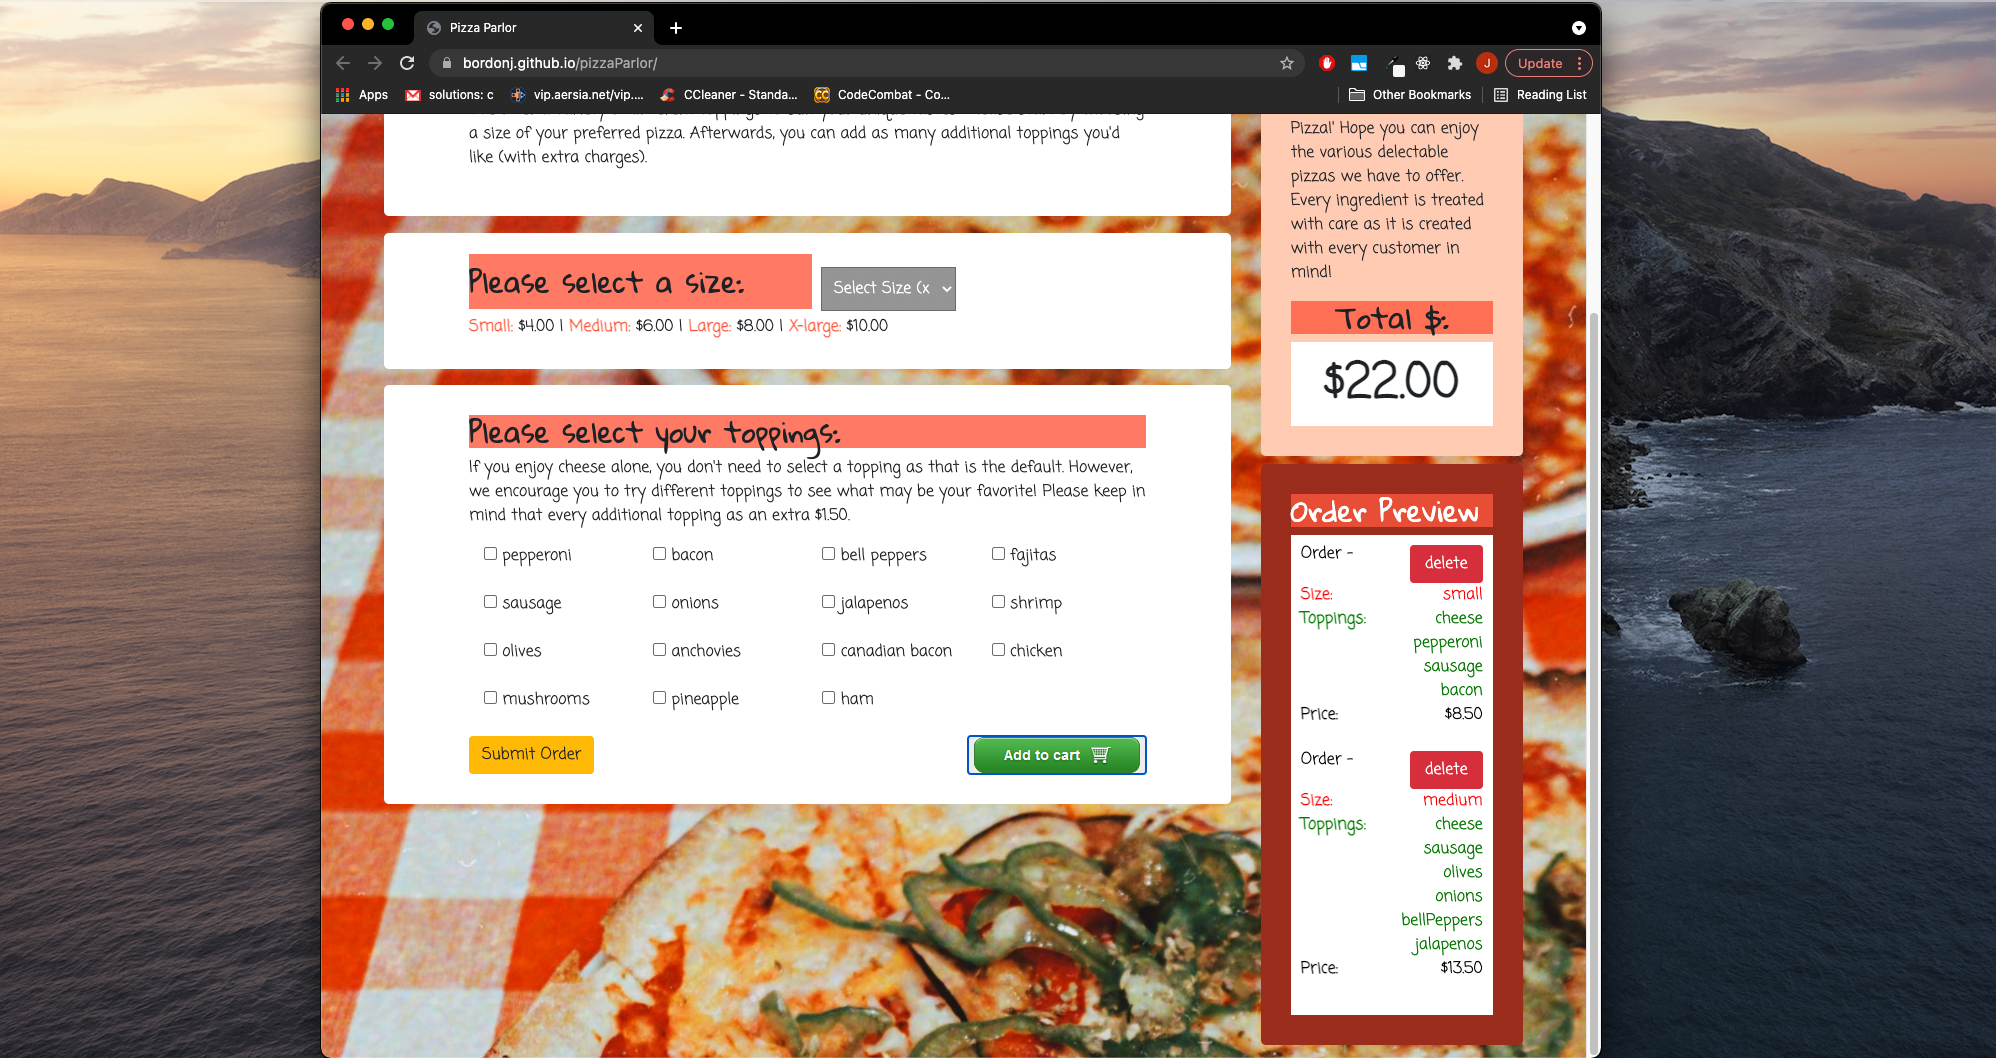 Pizza Parlor
bordonj.github.io/pizzaParlor/
J
Update
Apps
solutions: c
vip.aersia.net/vip....
CCleaner - Standa...
CC
CodeCombat - Co...
Other Bookmarks
Reading List
a size of your preferred pizza. Afterwards, you can add as many additional toppings you'd
like (with extra charges).
Please select a size:
Select Size (x
Small: $4.00 | Medium: $6.00 | Large: $8.00 | X-large: $10.00
Please select your toppings:
If you enjoy cheese alone, you don't need to select a topping as that is the default. However,
we encourage you to try different toppings to see what may be your favorite! Please keep in
mind that every additional topping as an extra $1.50.
pepperoni bacon bell peppers fajitas
sausage onions jalapenos shrimp
olives anchovies canadian bacon chicken
mushrooms pineapple ham
Submit Order
Add to cart
Pizza!' Hope you can enjoy
the various delectable
pizzas we have to offer.
Every ingredient is treated
with care as it is created
with every customer in
mind!
Total $:
$22.00
Order Preview
Order -
delete
Size: small
Toppings: cheese
pepperoni
sausage
bacon
Price: $8.50
Order -
delete
Size: medium
Toppings: cheese
sausage
olives
onions
bellPeppers
jalapenos
Price: $13.50